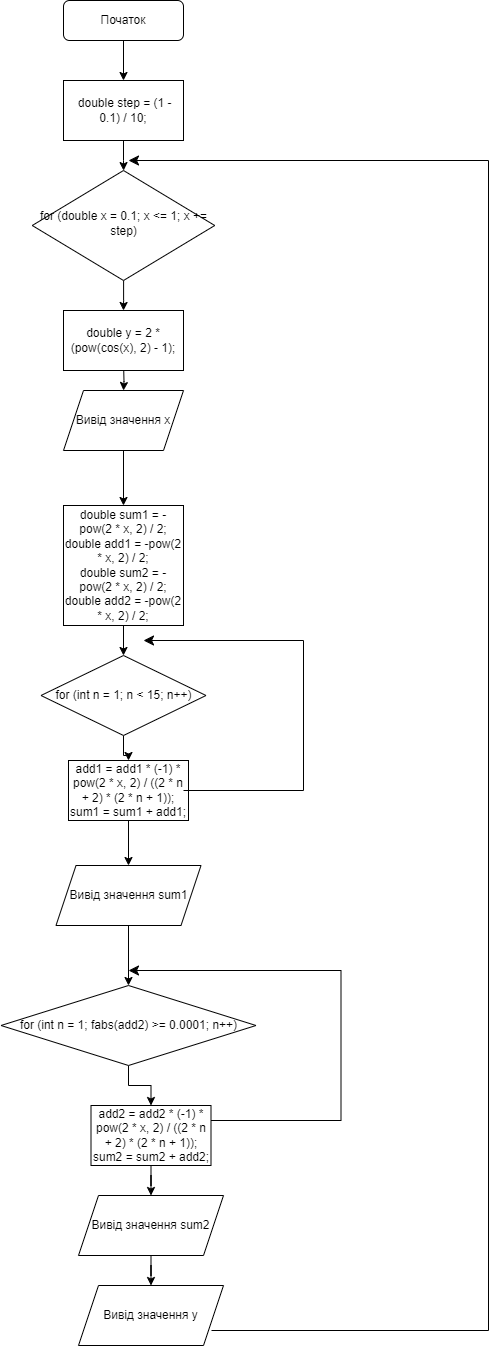 Початок
double step = (1 -
0.1) / 10;
for (double x = 0.1; x <= 1; x +=
step)
double y = 2 *
(pow(cos(x), 2) - 1);
Вивід значення x
double sum1 = -
pow(2 * x, 2) / 2;
double add1 = -pow(2
* x, 2) / 2;
double sum2 = -
pow(2 * x, 2) / 2;
double add2 = -pow(2
* x, 2) / 2;
for (int n = 1; n < 15; n++)
add1 = add1 * (-1) *
pow(2 * x, 2) / ((2 * n
+ 2) * (2 * n + 1));
sum1 = sum1 + add1;
Вивід значення sum1
for (int n = 1; fabs(add2) >= 0.0001; n++)
add2 = add2 * (-1) *
pow(2 * x, 2) / ((2 * n
+ 2) * (2 * n + 1));
sum2 = sum2 + add2;
Вивід значення sum2
Вивід значення y